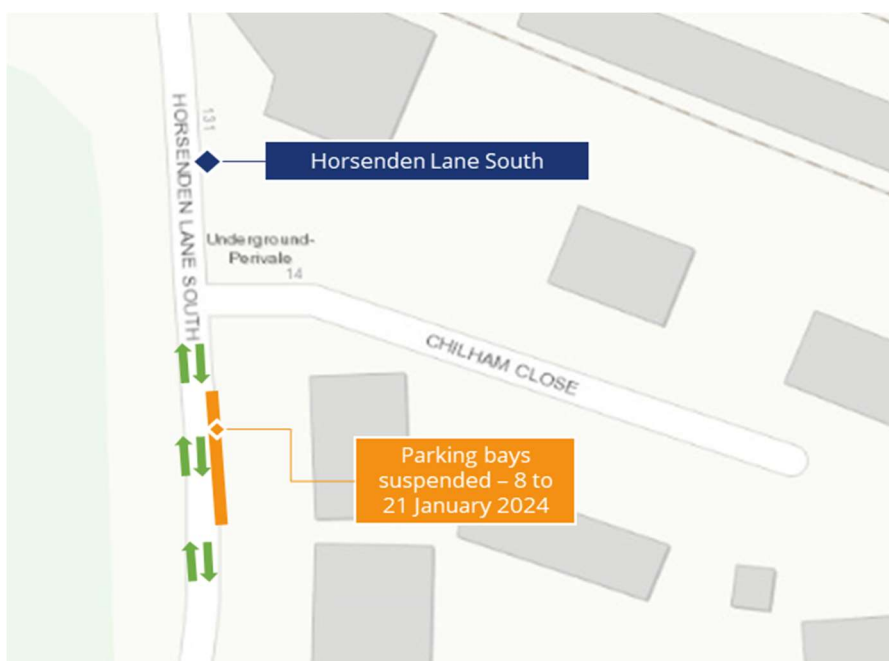 HORSENDEN LANE SOUTH
131
Horsenden Lane South
Underground-
Perivale
14
CHILHAM CLOSE
Parking bays
suspended – 8 to
21 January 2024